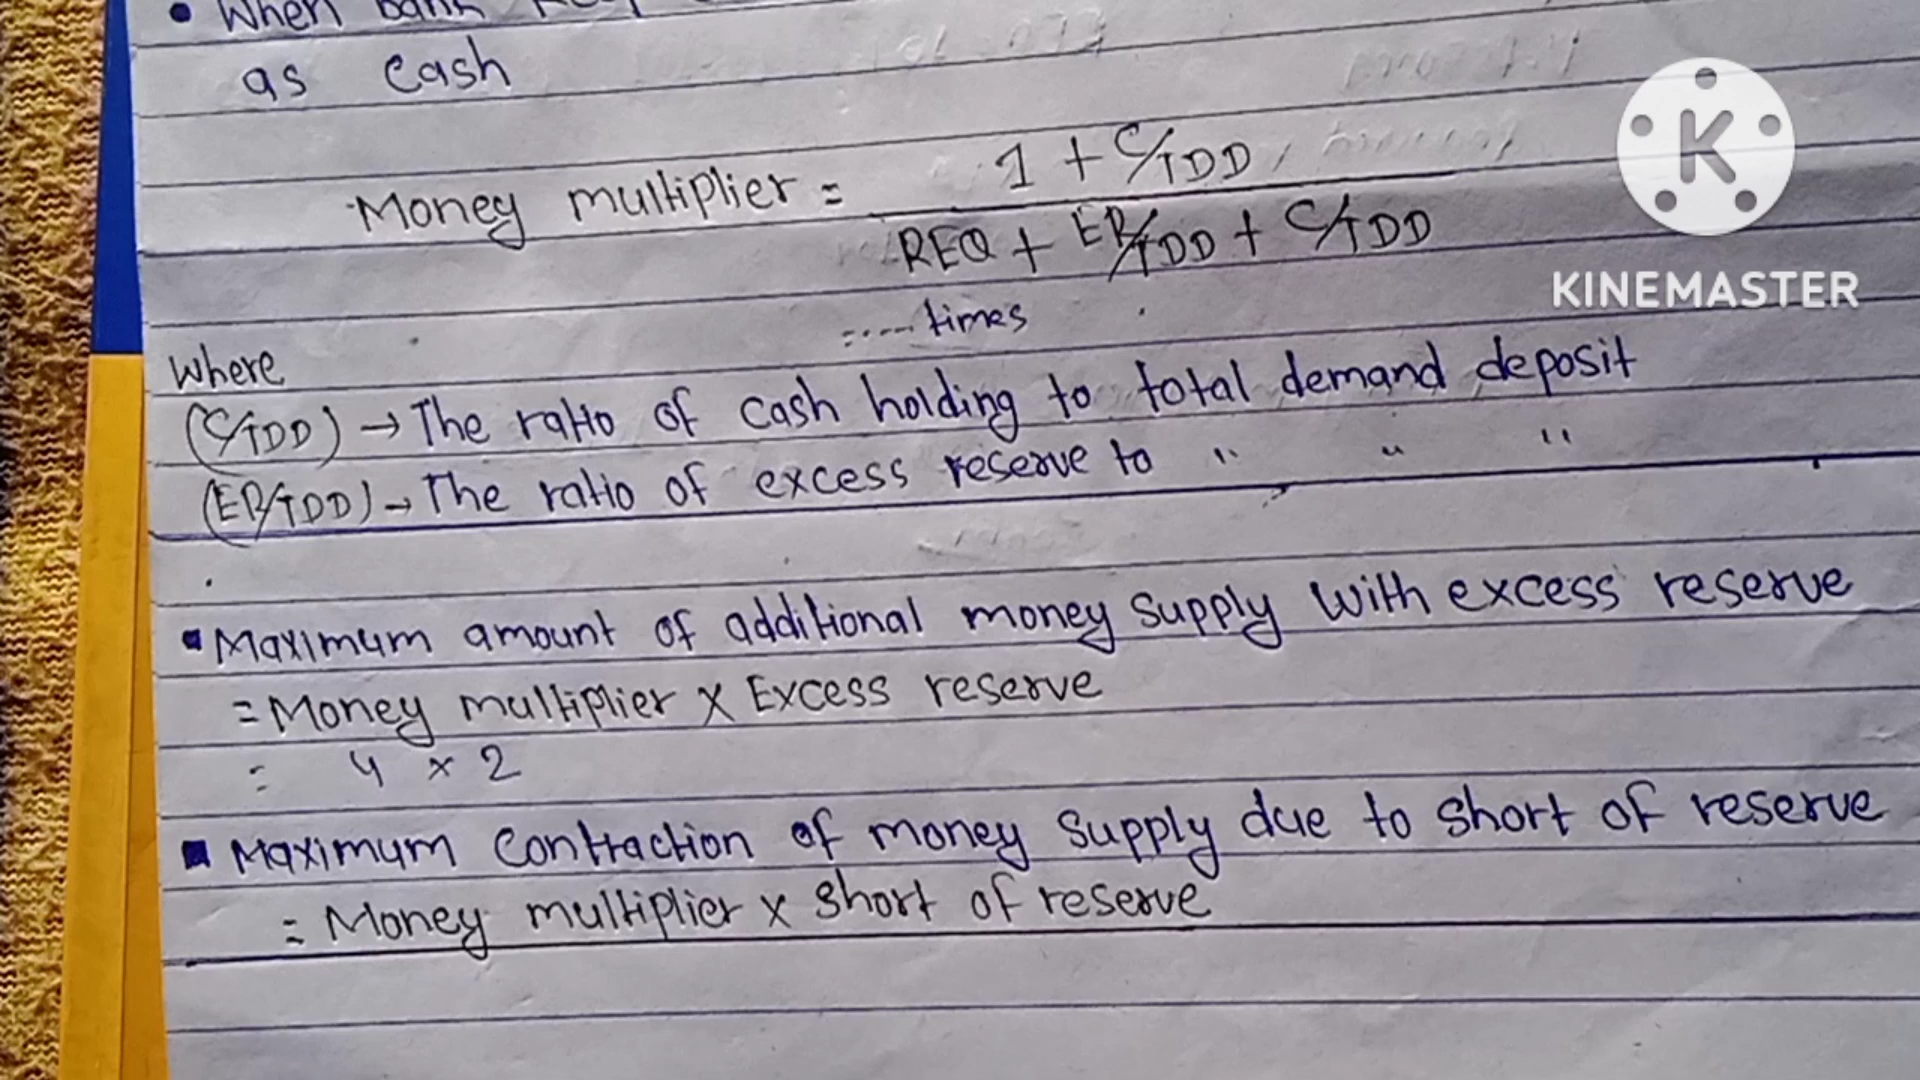 • When bank
as cash
Money multiplier = 1 + C/TDD
REQ + ER/TDD + C/TDD
=.... times
Where
(C/TDD) → The ratio of cash holding to total demand deposit
(ER/TDD) → The ratio of excess reserve to " " "
▪ Maximum amount of additional money supply with excess reserve
= Money multiplier X Excess reserve
= 4 × 2
▪ Maximum contraction of money supply due to short of reserve
= Money multiplier x short of reserve
K
KINEMASTER